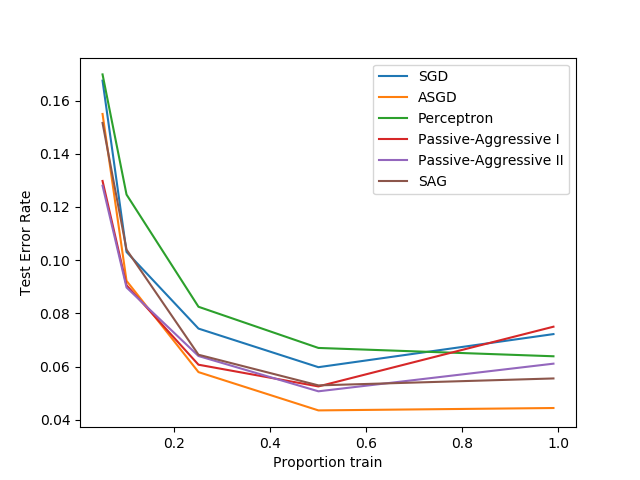 SGD
ASGD
Perceptron
Passive-Aggressive I
Passive-Aggressive II
SAG
Test Error Rate
0.16
0.14
0.12
0.10
0.08
0.06
0.04
0.2 0.4 0.6 0.8 1.0
Proportion train